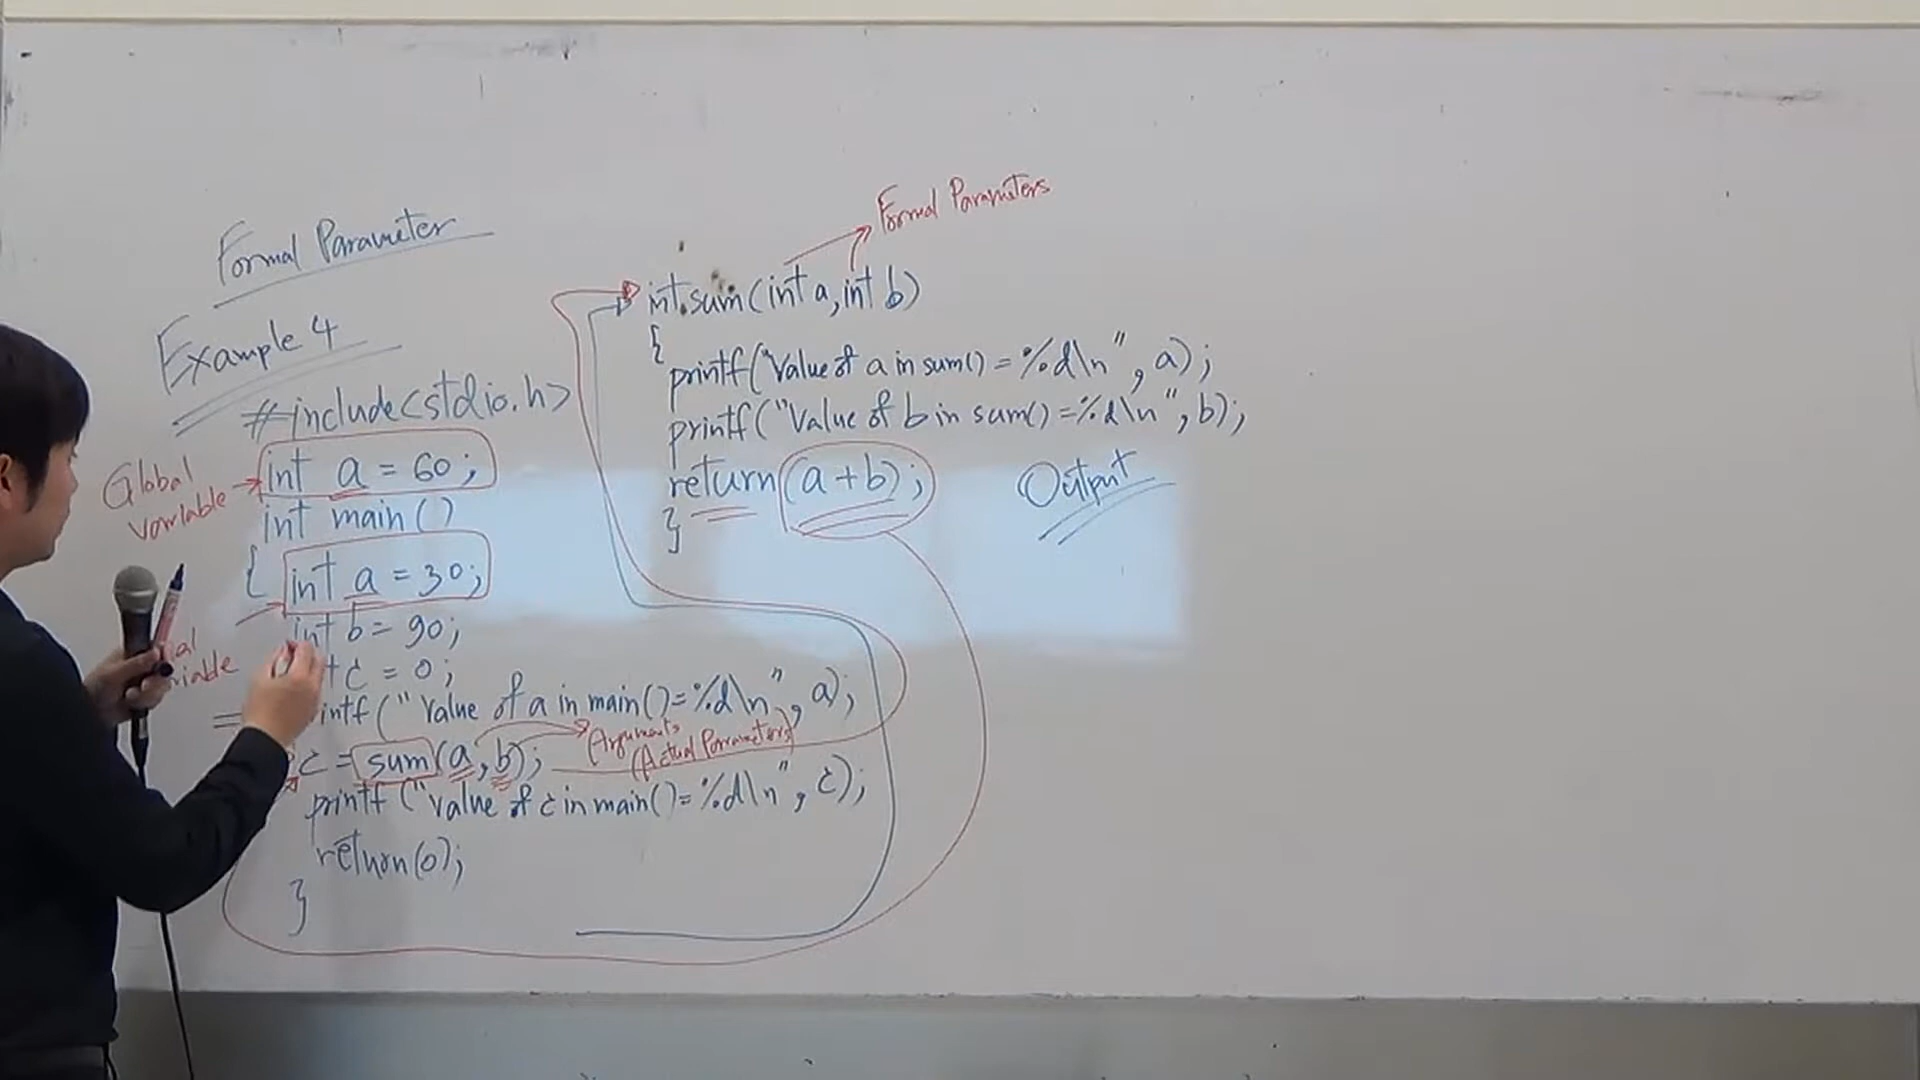 Formal Parameter
Example 4
#include<stdio.h>
Global variable
int a = 60;
int main()
{
int a = 30;
int b = 90;
c = 0;
printf("Value of a in main()=%d\n", a);
Arguments
(Actual Parameters)
c = sum(a, b);
printf("Value of c in main()=%d\n", c);
return(0);
}
Formal Parameters
int sum(int a, int b)
{
printf("Value of a in sum() = %d\n", a);
printf("Value of b in sum()=%d\n", b);
return(a+b);
}
Output